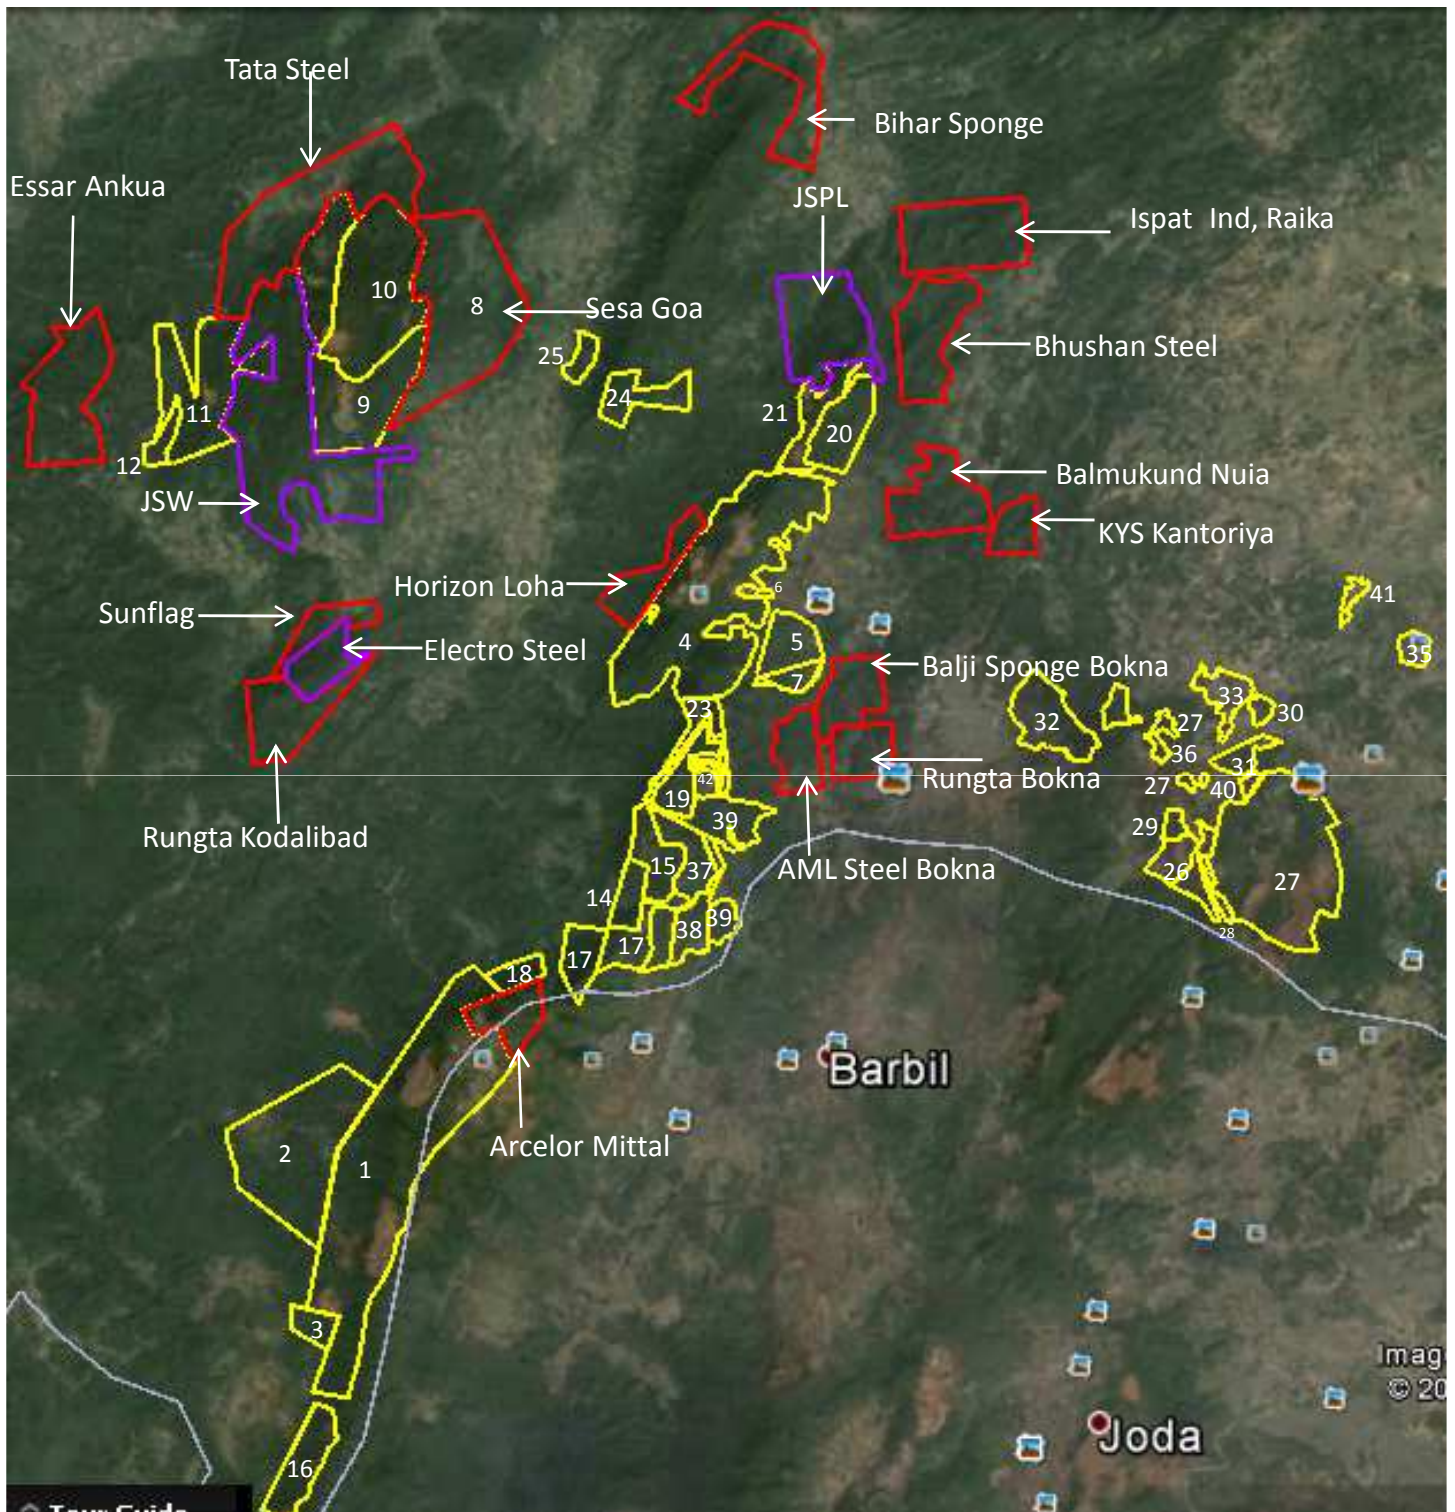 Tata Steel
Bihar Sponge
Essar Ankua
JSPL
Ispat Ind, Raika
10
8
Sesa Goa
25
Bhushan Steel
24
9
11
21
20
12
JSW
Balmukund Nuia
KYS Kantoriya
Horizon Loha
6
41
Sunflag
4
5
Electro Steel
35
Balji Sponge Bokna
7
33
23
32
27
30
36
31
42
Rungta Bokna
27
40
19
39
29
Rungta Kodalibad
15
37
AML Steel Bokna
26
27
14
39
38
28
17
17
18
Barbil
Arcelor Mittal
2
1
3
Imag
© 20
Joda
16
Tour Guide